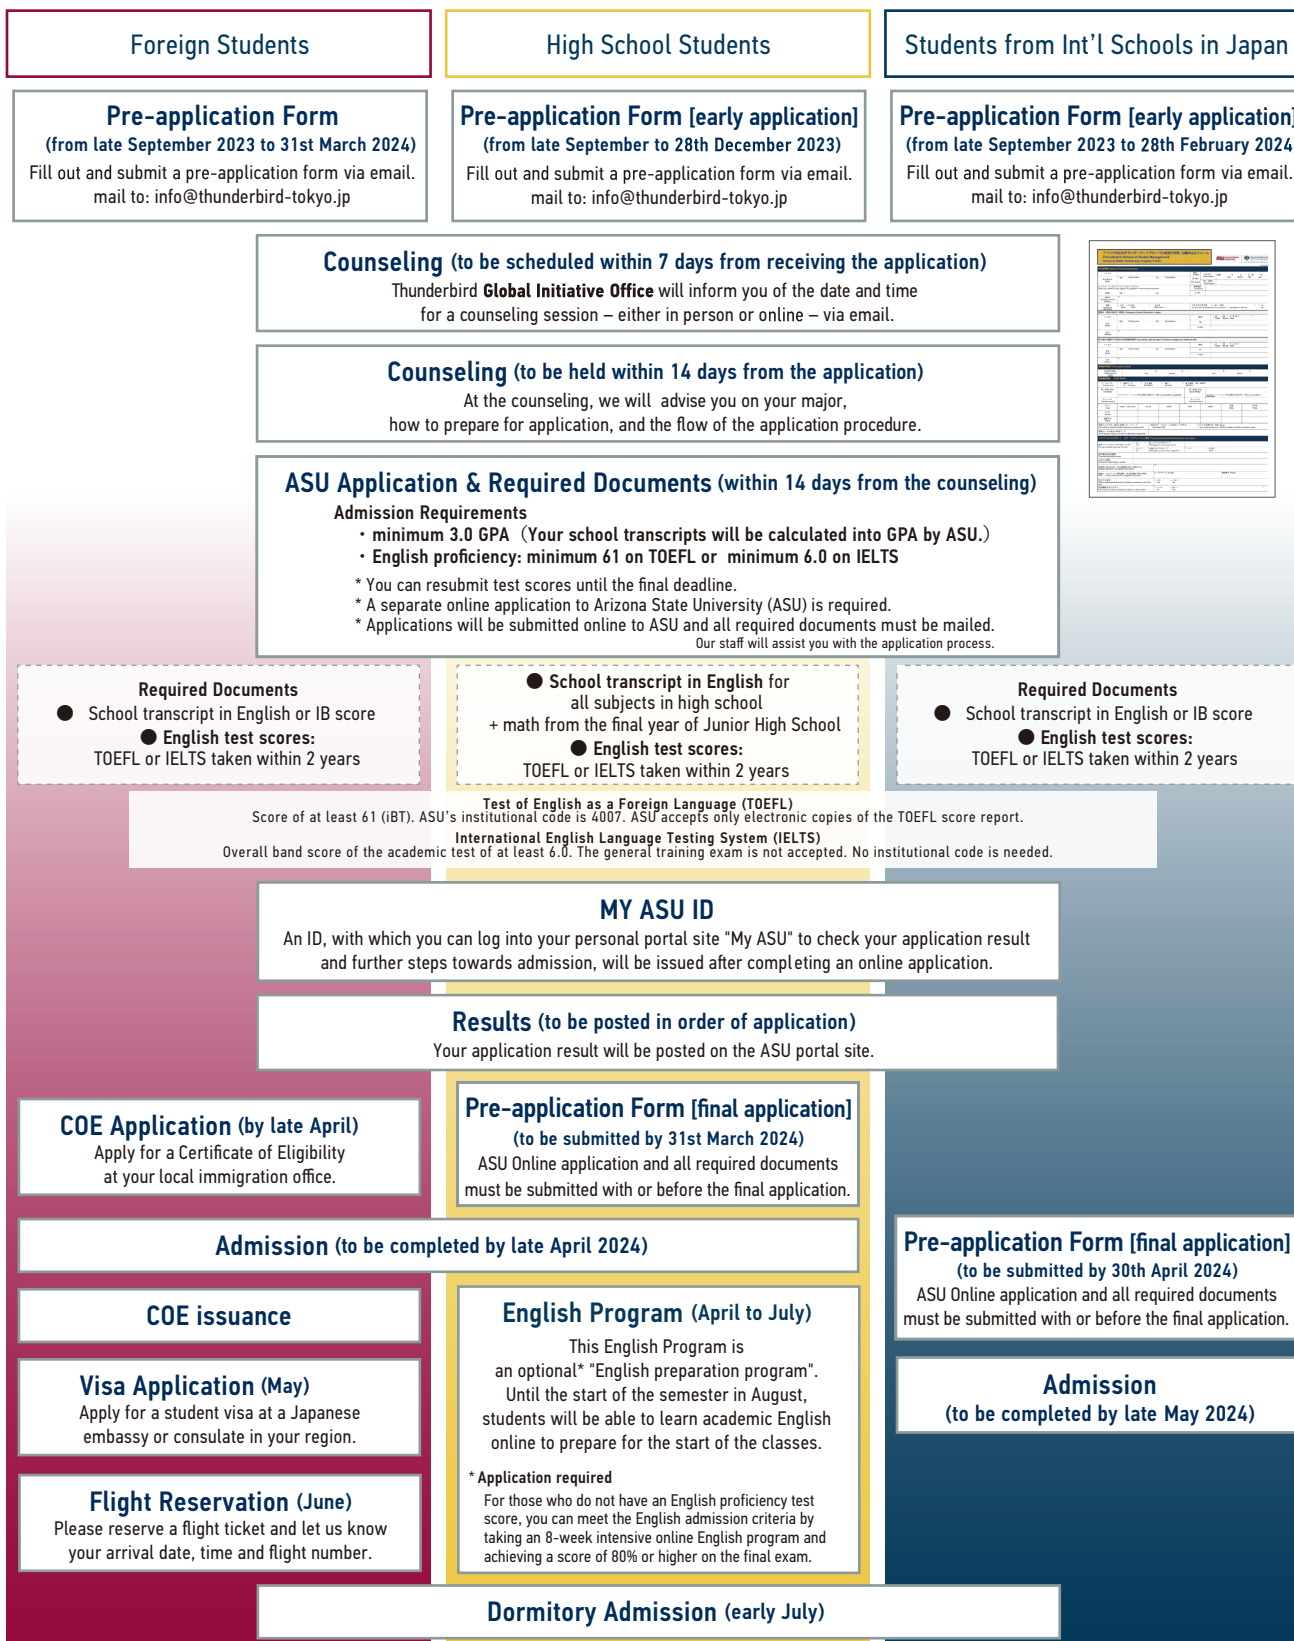 Foreign Students
High School Students
Students from Int'l Schools in Japan
Pre-application Form
(from late September 2023 to 31st March 2024)
Fill out and submit a pre-application form via email.
mail to: info@thunderbird-tokyo.jp
Pre-application Form [early application]
(from late September to 28th December 2023)
Fill out and submit a pre-application form via email.
mail to: info@thunderbird-tokyo.jp
Pre-application Form [early application]
(from late September 2023 to 28th February 2024
Fill out and submit a pre-application form via email.
mail to: info@thunderbird-tokyo.jp
Counseling (to be scheduled within 7 days from receiving the application)
Thunderbird Global Initiative Office will inform you of the date and time
for a counseling session – either in person or online – via email.
Counseling (to be held within 14 days from the application)
At the counseling, we will advise you on your major,
how to prepare for application, and the flow of the application procedure.
ASU Application & Required Documents (within 14 days from the counseling)
Admission Requirements
・minimum 3.0 GPA （Your school transcripts will be calculated into GPA by ASU.）
・English proficiency: minimum 61 on TOEFL or minimum 6.0 on IELTS
* You can resubmit test scores until the final deadline.
* A separate online application to Arizona State University (ASU) is required.
* Applications will be submitted online to ASU and all required documents must be mailed.
Our staff will assist you with the application process.
Required Documents
● School transcript in English or IB score
● English test scores:
TOEFL or IELTS taken within 2 years
● School transcript in English for
all subjects in high school
+ math from the final year of Junior High School
● English test scores:
TOEFL or IELTS taken within 2 years
Required Documents
● School transcript in English or IB score
● English test scores:
TOEFL or IELTS taken within 2 years
Test of English as a Foreign Language (TOEFL)
Score of at least 61 (iBT). ASU's institutional code is 4007. ASU accepts only electronic copies of the TOEFL score report.
International English Language Testing System (IELTS)
Overall band score of the academic test of at least 6.0. The general training exam is not accepted. No institutional code is needed.
MY ASU ID
An ID, with which you can log into your personal portal site "My ASU" to check your application result
and further steps towards admission, will be issued after completing an online application.
Results (to be posted in order of application)
Your application result will be posted on the ASU portal site.
COE Application (by late April)
Apply for a Certificate of Eligibility
at your local immigration office.
Pre-application Form [final application]
(to be submitted by 31st March 2024)
ASU Online application and all required documents
must be submitted with or before the final application.
Admission (to be completed by late April 2024)
Pre-application Form [final application]
(to be submitted by 30th April 2024)
ASU Online application and all required documents
must be submitted with or before the final application.
COE issuance
English Program (April to July)
This English Program is
an optional* "English preparation program".
Until the start of the semester in August,
students will be able to learn academic English
online to prepare for the start of the classes.
* Application required
For those who do not have an English proficiency test
score, you can meet the English admission criteria by
taking an 8-week intensive online English program and
achieving a score of 80% or higher on the final exam.
Visa Application (May)
Apply for a student visa at a Japanese
embassy or consulate in your region.
Admission
(to be completed by late May 2024)
Flight Reservation (June)
Please reserve a flight ticket and let us know
your arrival date, time and flight number.
Dormitory Admission (early July)